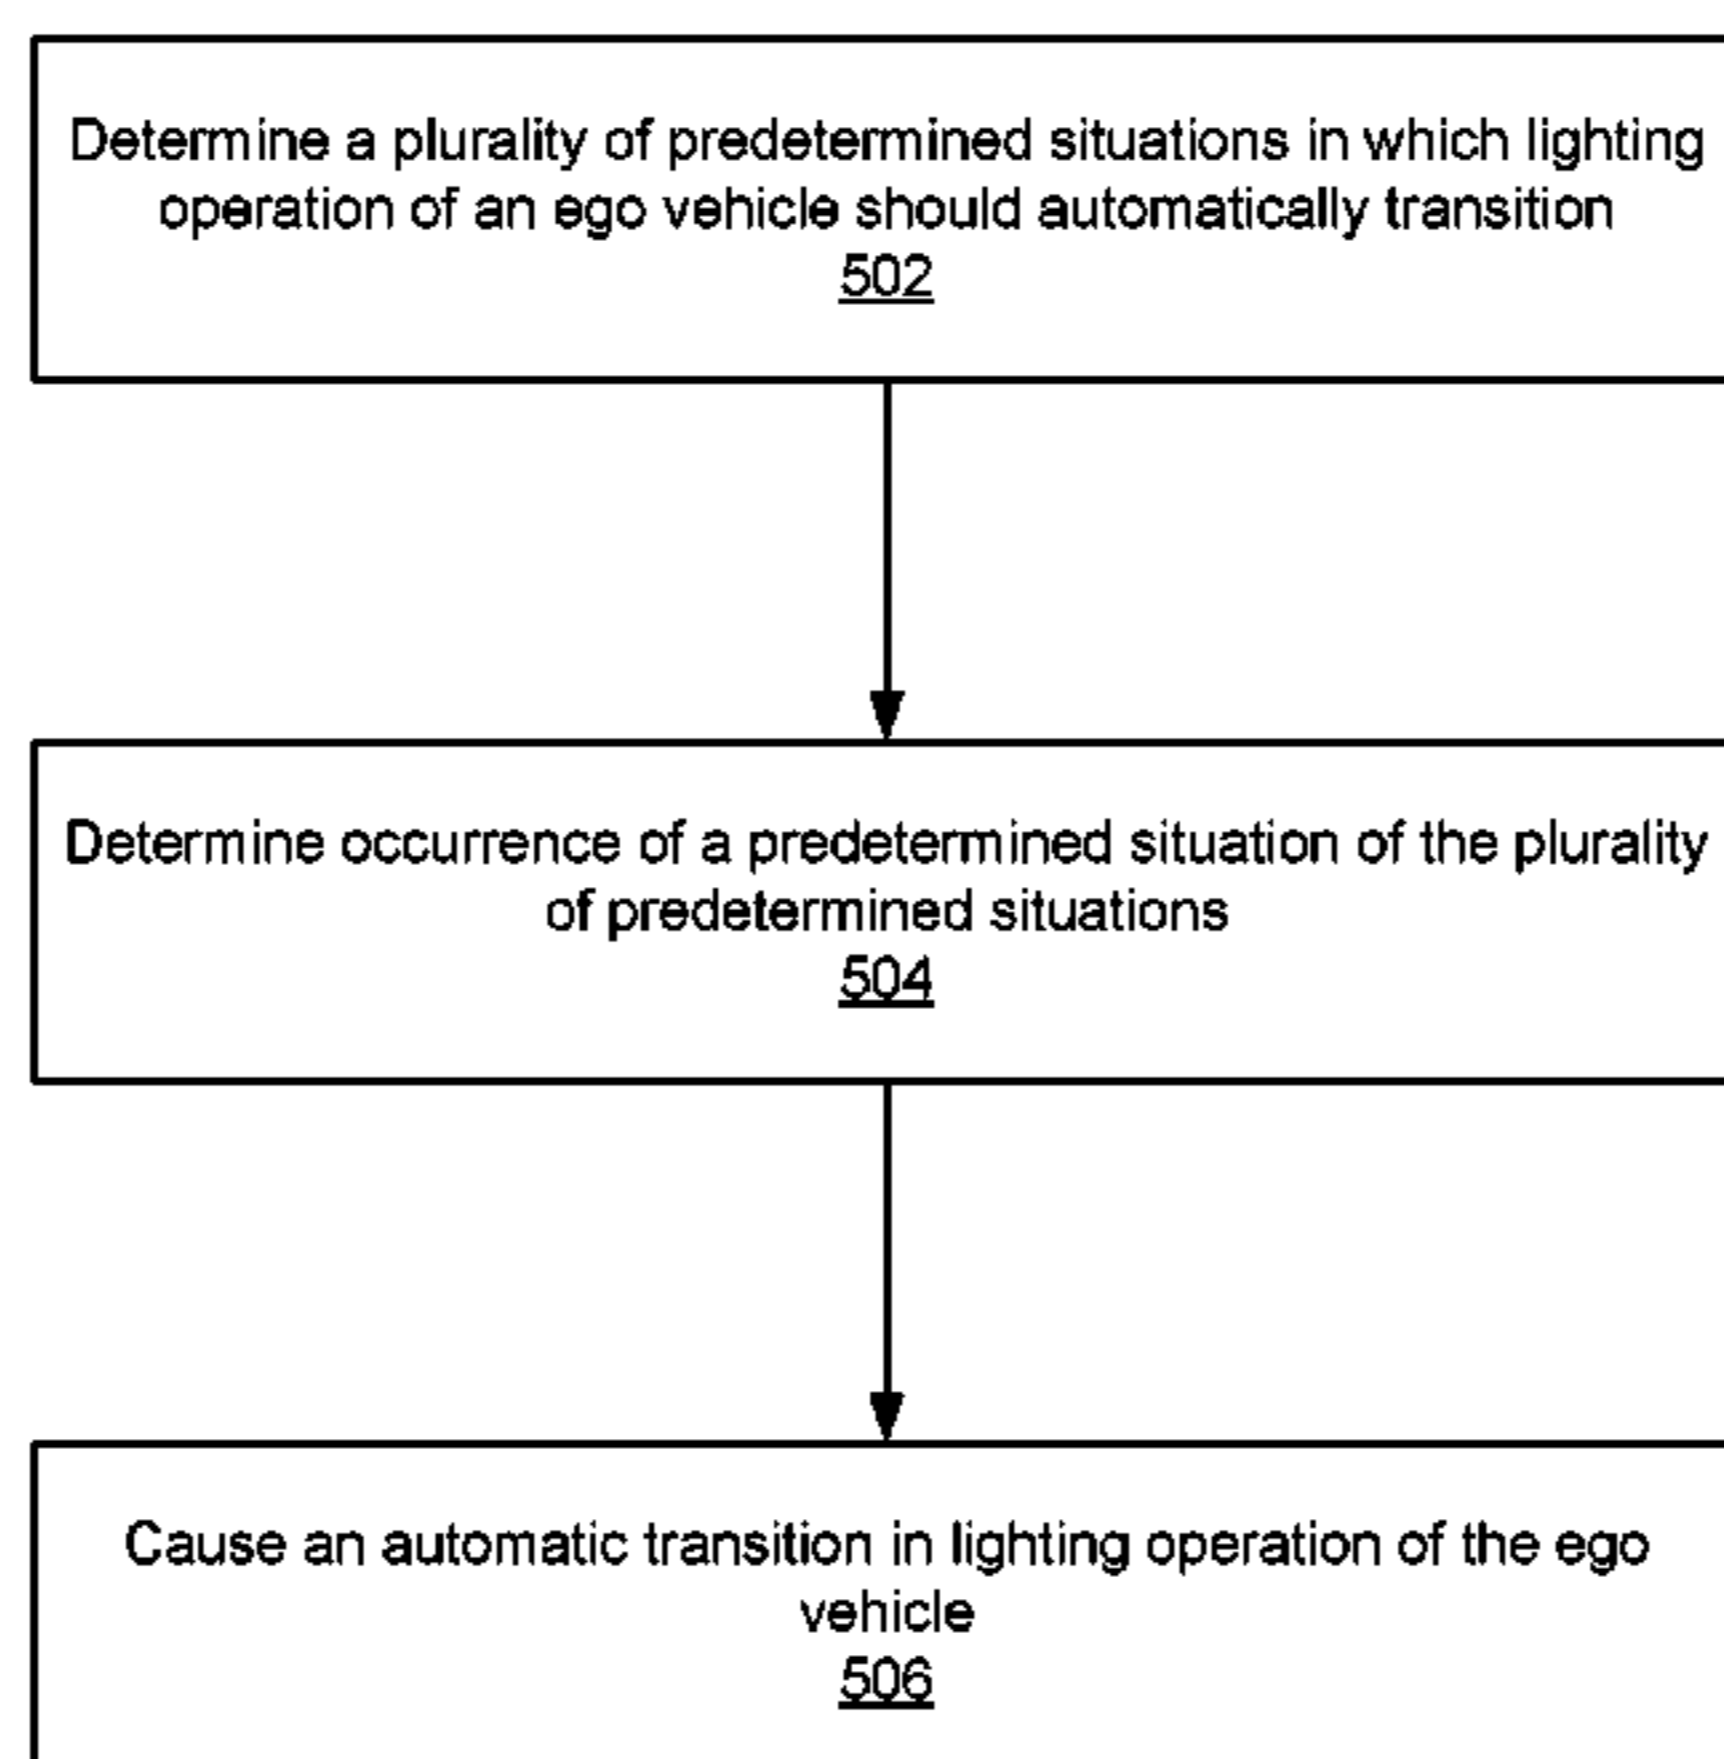 Determine a plurality of predetermined situations in which lighting
operation of an ego vehicle should automatically transition
502
Determine occurrence of a predetermined situation of the plurality
of predetermined situations
504
Cause an automatic transition in lighting operation of the ego
vehicle
506